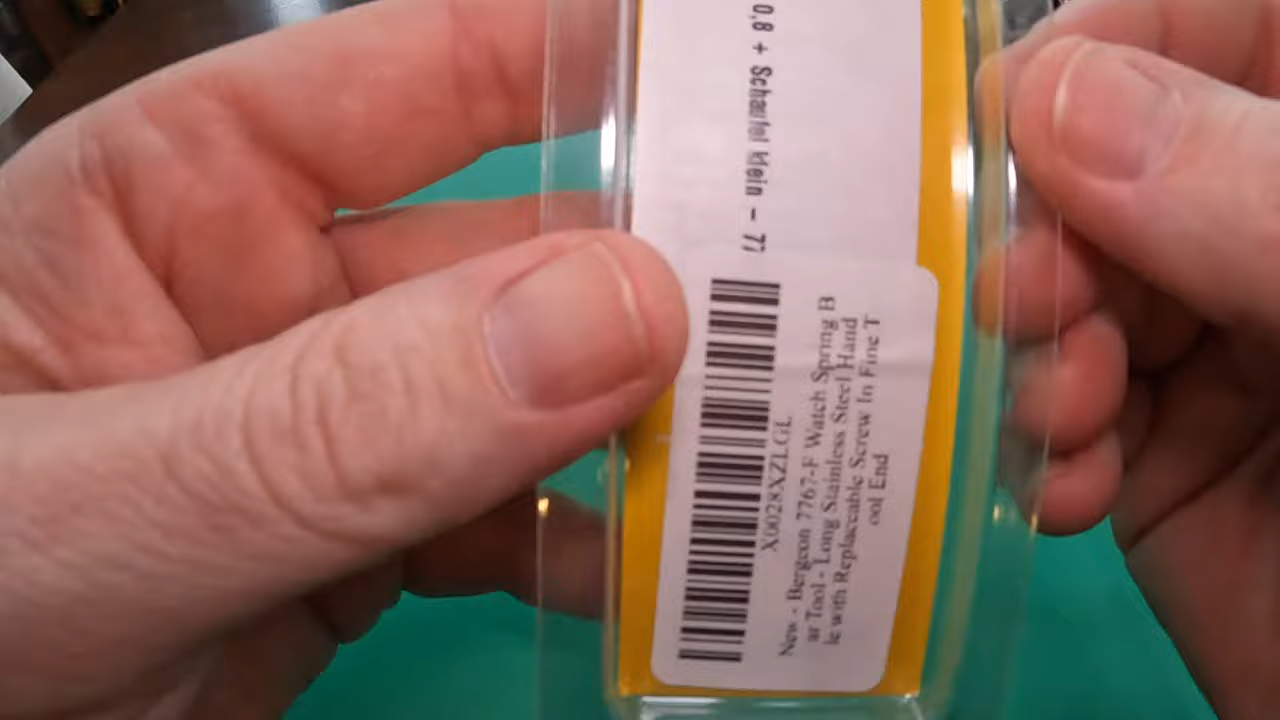 0,8 + Schaufel klein - 77
X0028XZLGL
New - Bergeon 7767-F Watch Spring B
ar Tool - Long Stainless Steel Hand
le with Replaceable Screw In Fine T
ool End